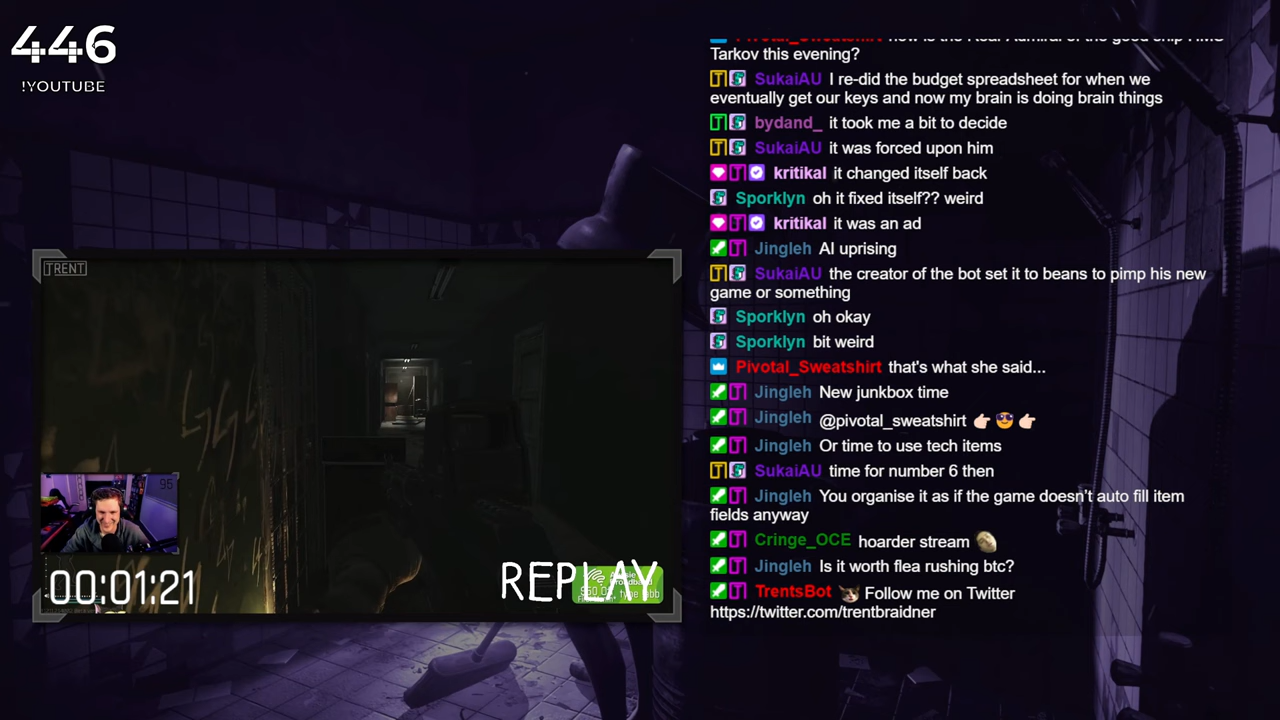 446
!YOUTUBE
Tarkov this evening?
SukaiAU I re-did the budget spreadsheet for when we
eventually get our keys and now my brain is doing brain things
bydand_ it took me a bit to decide
SukaiAU it was forced upon him
kritikal it changed itself back
Sporklyn oh it fixed itself?? weird
kritikal it was an ad
Jingleh AI uprising
SukaiAU the creator of the bot set it to beans to pimp his new
game or something
Sporklyn oh okay
Sporklyn bit weird
Pivotal_Sweatshirt that's what she said...
Jingleh New junkbox time
Jingleh @pivotal_sweatshirt 👉😎👉
Jingleh Or time to use tech items
SukaiAU time for number 6 then
Jingleh You organise it as if the game doesn't auto fill item
fields anyway
Cringe_OCE hoarder stream
Jingleh Is it worth flea rushing btc?
TrentsBot Follow me on Twitter
https://twitter.com/trentbraidner
TRENT
95
00:01:21
REPLAY